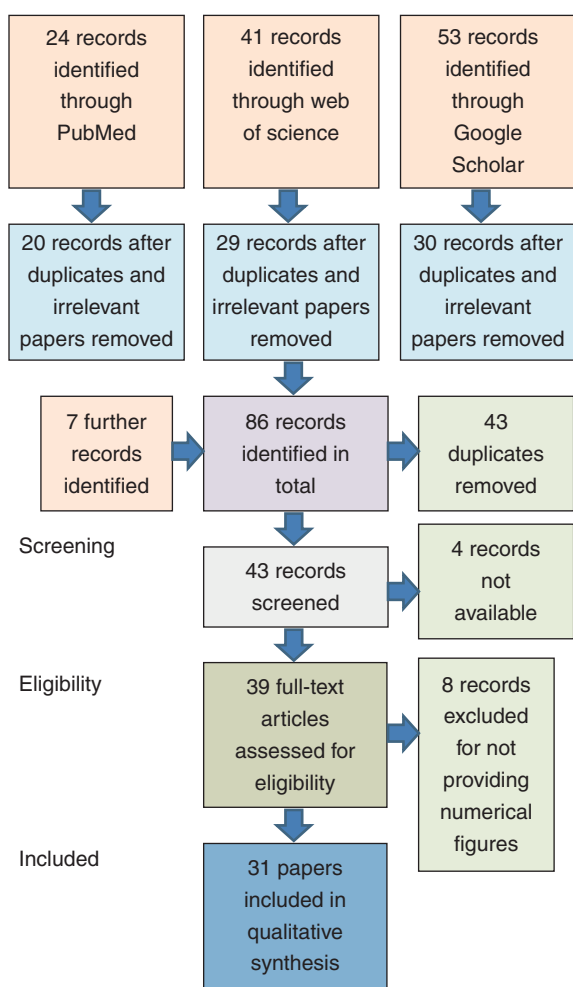 24 records
identified
through
PubMed
41 records
identified
through web
of science
53 records
identified
through
Google
Scholar
20 records after
duplicates and
irrelevant
papers removed
29 records after
duplicates and
irrelevant papers
removed
30 records after
duplicates and
irrelevant
papers removed
7 further
records
identified
86 records
identified in
total
43
duplicates
removed
Screening
43 records
screened
4 records
not
available
Eligibility
39 full-text
articles
assessed for
eligibility
8 records
excluded
for not
providing
numerical
figures
Included
31 papers
included in
qualitative
synthesis